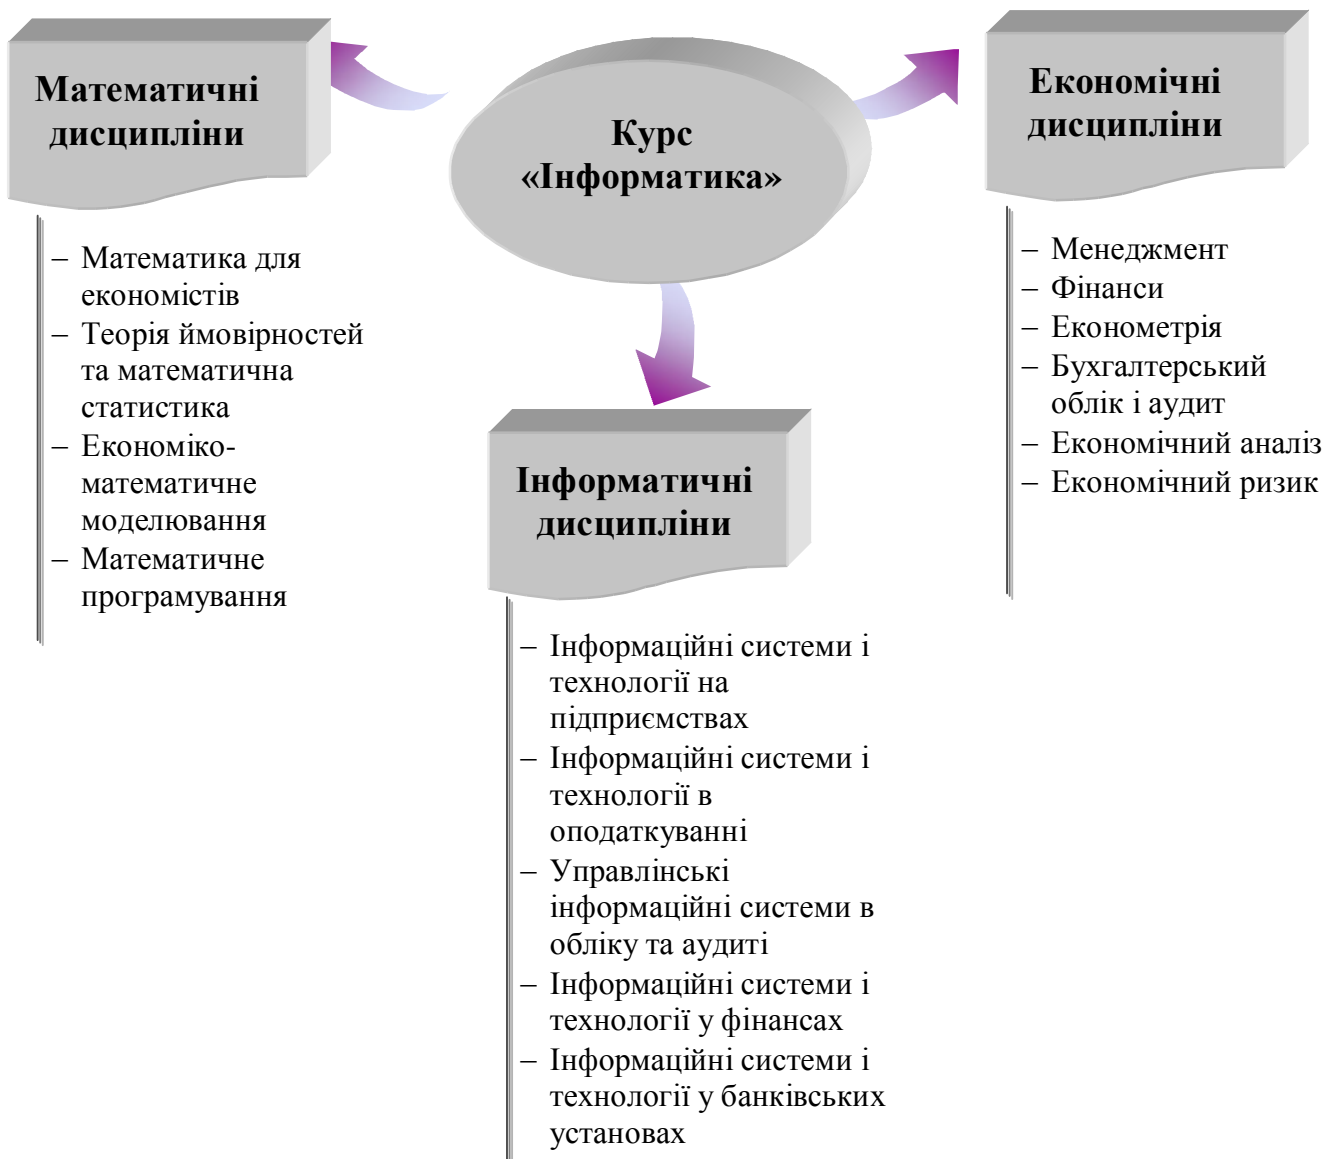 Математичні
дисципліни
– Математика для
економістів
– Теорія ймовірностей
та математична
статистика
– Економіко-
математичне
моделювання
– Математичне
програмування
Курс
«Інформатика»
Інформатичні
дисципліни
– Інформаційні системи і
технології на
підприємствах
– Інформаційні системи і
технології в
оподаткуванні
– Управлінські
інформаційні системи в
обліку та аудиті
– Інформаційні системи і
технології у фінансах
– Інформаційні системи і
технології у банківських
установах
Економічні
дисципліни
– Менеджмент
– Фінанси
– Економетрія
– Бухгалтерський
облік і аудит
– Економічний аналіз
– Економічний ризик